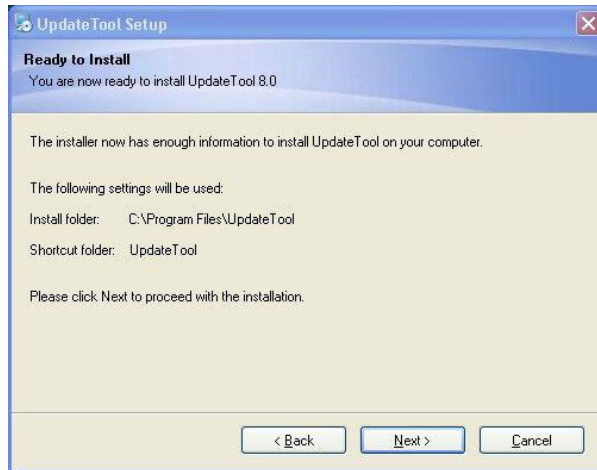 UpdateTool Setup
Ready to Install
You are now ready to install UpdateTool 8.0
The installer now has enough information to install UpdateTool on your computer.
The following settings will be used:
Install folder: C:\Program Files\UpdateTool
Shortcut folder: UpdateTool
Please click Next to proceed with the installation.
< Back Next > Cancel